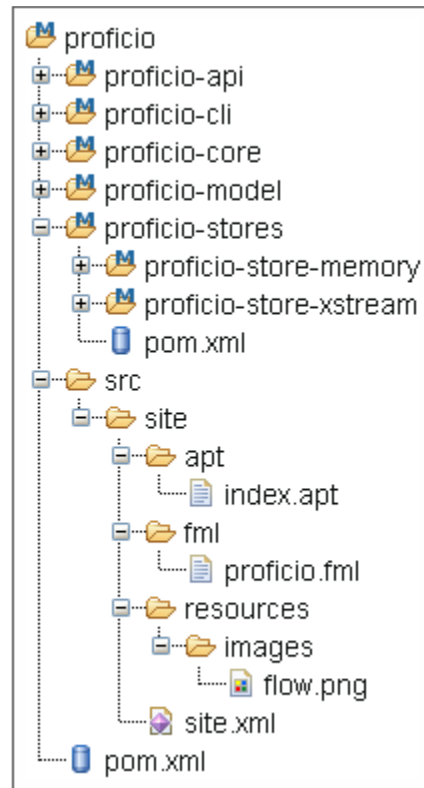 proficio
proficio-api
proficio-cli
proficio-core
proficio-model
proficio-stores
proficio-store-memory
proficio-store-xstream
pom.xml
src
site
apt
index.apt
fml
proficio.fml
resources
images
flow.png
site.xml
pom.xml